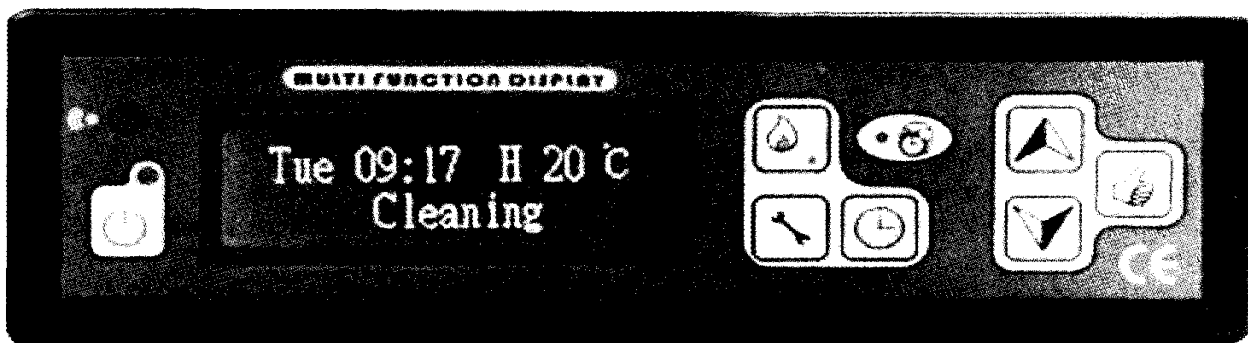 MULTI FUNCTION DISPLAY
Tue 09:17 H 20 °C
Cleaning
CE